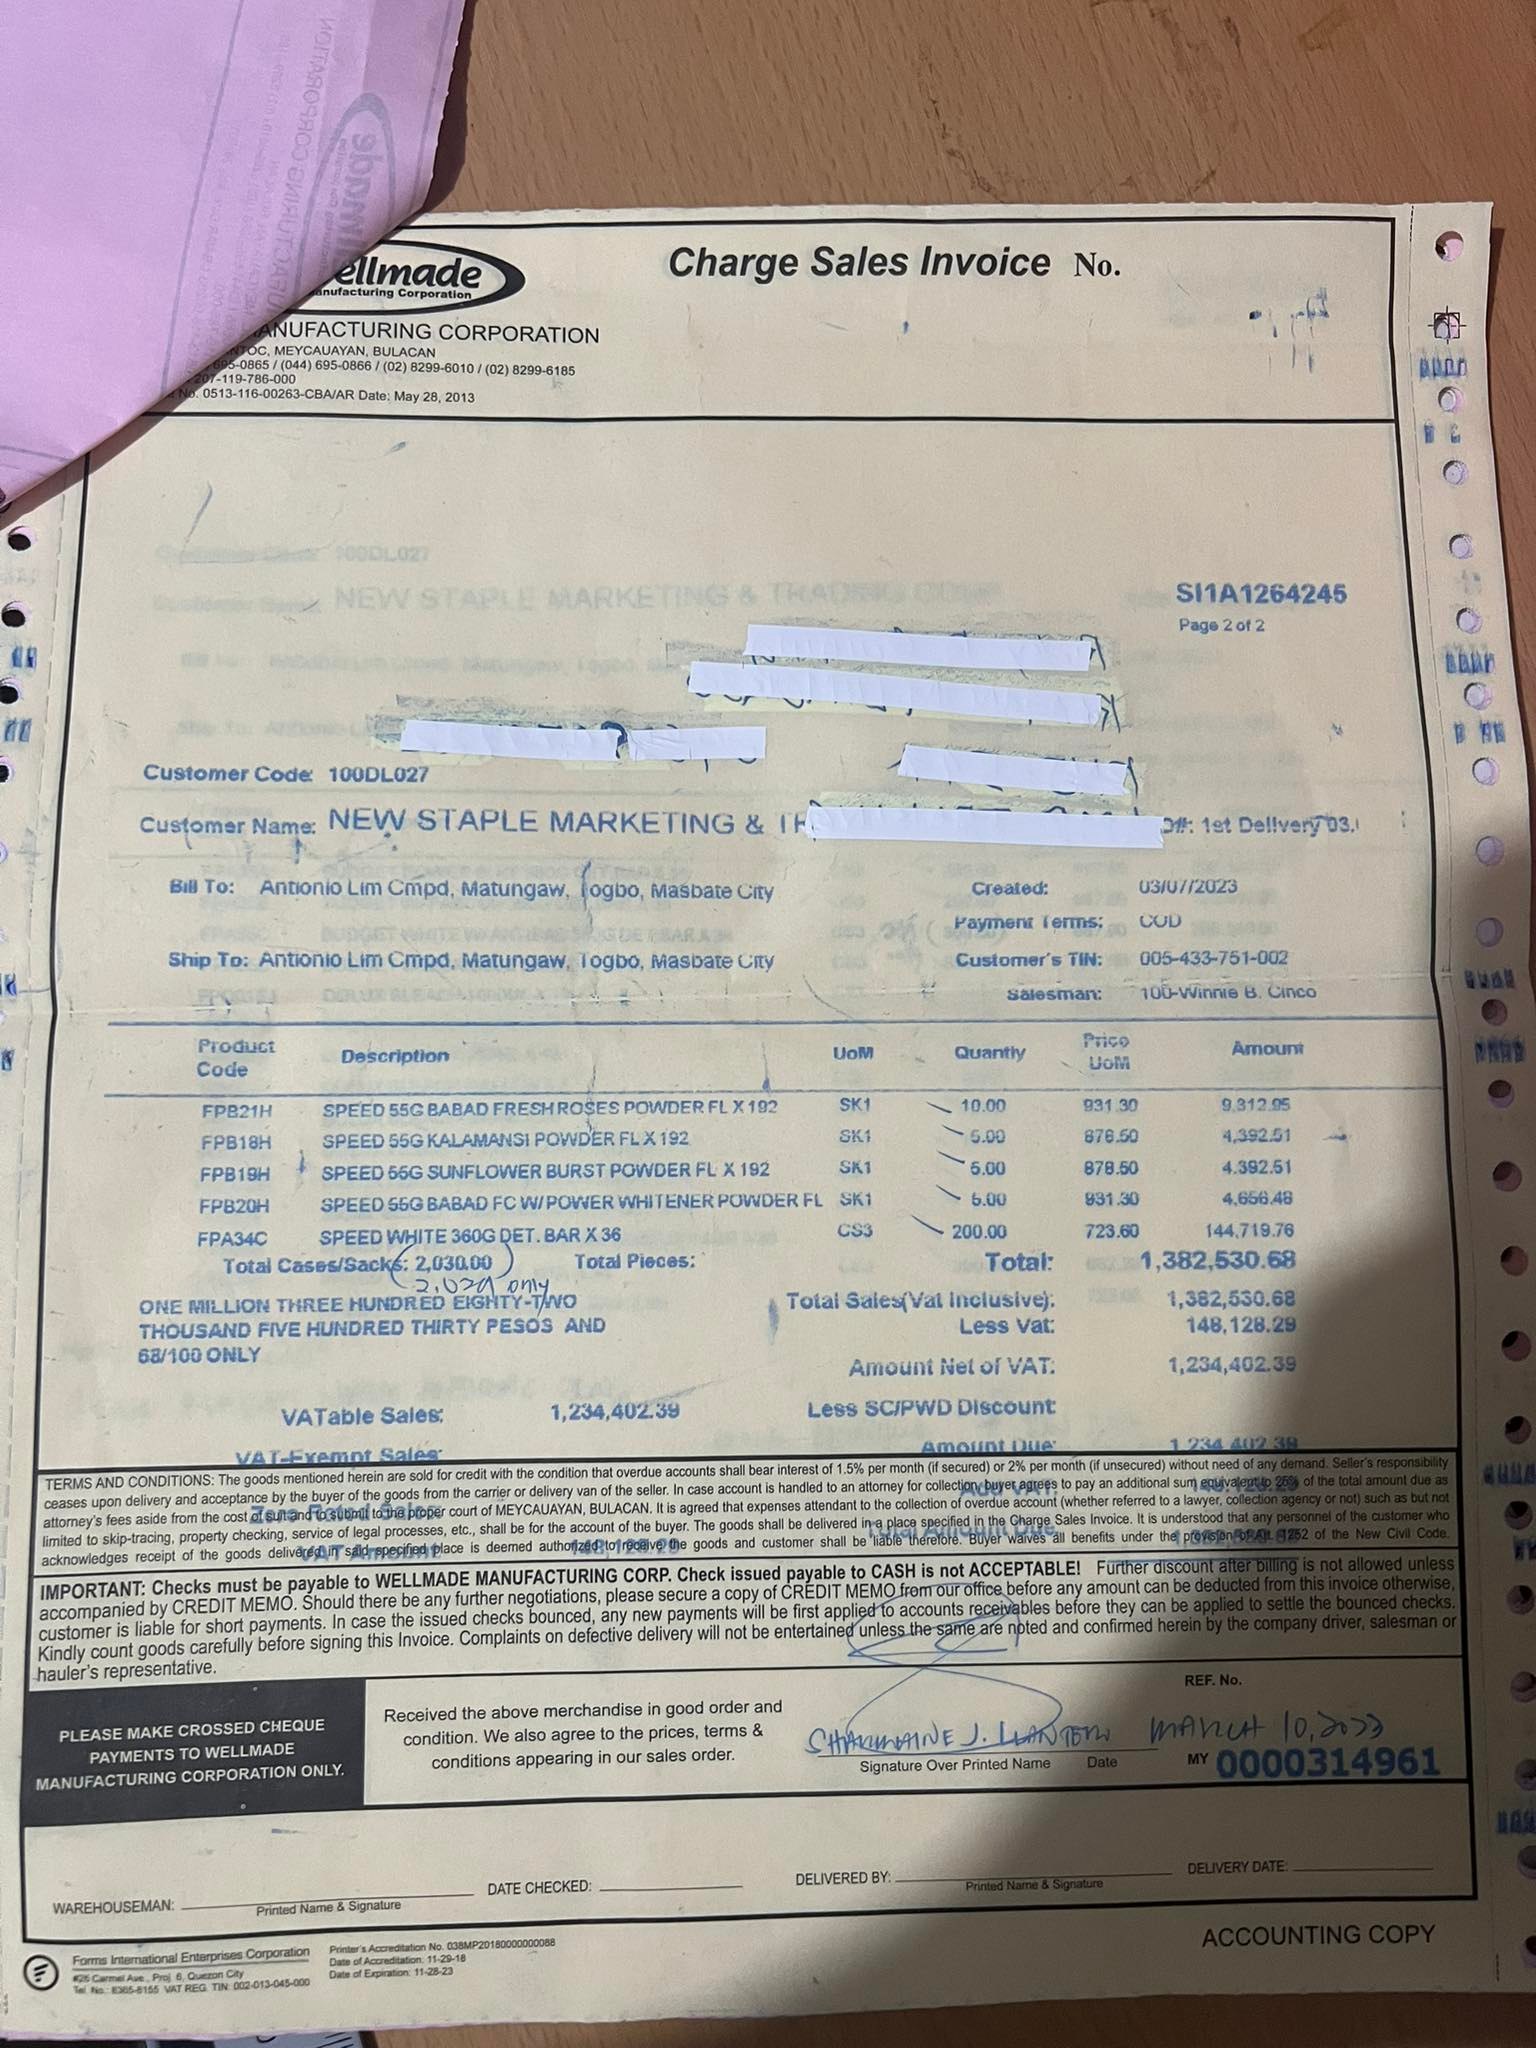 ellmade
anufacturing Corporation
Charge Sales Invoice No.
ANUFACTURING CORPORATION
NTOC, MEYCAUAYAN, BULACAN
695-0865 / (044) 695-0866 / (02) 8299-6010 / (02) 8299-6185
207-119-786-000
No. 0513-116-00263-CBA/AR Date: May 28, 2013
Customer Code: 100DL027
NEW STAPLE MARKETING & TRADING
SI1A1264245
Page 2 of 2
Customer Code: 100DL027
Customer Name: NEW STAPLE MARKETING & TR
1st Delivery 03.
Bill To: Antionio Lim Cmpd, Matungaw, Togbo, Masbate City
Created: 03/07/2023
Payment Terms: COD
Ship To: Antionio Lim Cmpd, Matungaw, Togbo, Masbate City
Customer's TIN: 005-433-751-002
Salesman: 100-Winnie B. Cinco
Product Code Description UoM Quantity Price UoM Amount
FPB21H SPEED 55G BABAD FRESH ROSES POWDER FL X 192 SK1 10.00 931.30 9,312.95
FPB18H SPEED 55G KALAMANSI POWDER FL X 192 SK1 5.00 878.50 4,392.51
FPB19H SPEED 55G SUNFLOWER BURST POWDER FL X 192 SK1 5.00 878.50 4,392.51
FPB20H SPEED 55G BABAD FC W/POWER WHITENER POWDER FL SK1 5.00 931.30 4,656.48
FPA34C SPEED WHITE 360G DET. BAR X 36 CS3 200.00 723.60 144,719.76
Total Cases/Sacks: 2,030.00 Total Pieces: Total: 1,382,530.68
only
ONE MILLION THREE HUNDRED EIGHTY-TWO
THOUSAND FIVE HUNDRED THIRTY PESOS AND
68/100 ONLY
Total Sales(Vat Inclusive): 1,382,530.68
Less Vat: 148,128.29
Amount Net of VAT: 1,234,402.39
VATable Sales: 1,234,402.39 Less SC/PWD Discount:
VAT-Exempt Sales: Amount Due: 1,234,402.39
Zero Rated Sales Add VAT: 148,128.29
VAT Amount 148,128.29 Total Amount Due
TERMS AND CONDITIONS: The goods mentioned herein are sold for credit with the condition that overdue accounts shall bear interest of 1.5% per month (if secured) or 2% per month (if unsecured) without need of any demand. Seller's responsibility
ceases upon delivery and acceptance by the buyer of the goods from the carrier or delivery van of the seller. In case account is handled to an attorney for collection, buyer agrees to pay an additional sum equivalent to 25% of the total amount due as
attorney's fees aside from the cost of suit and to submit to the proper court of MEYCAUAYAN, BULACAN. It is agreed that expenses attendant to the collection of overdue account (whether referred to a lawyer, collection agency or not) such as but not
limited to skip-tracing, property checking, service of legal processes, etc., shall be for the account of the buyer. The goods shall be delivered in a place specified in the Charge Sales Invoice. It is understood that any personnel of the customer who
acknowledges receipt of the goods delivered in said specified place is deemed authorized to receive the goods and customer shall be liable therefore. Buyer waives all benefits under the provision of Art. 1252 of the New Civil Code.
IMPORTANT: Checks must be payable to WELLMADE MANUFACTURING CORP. Check issued payable to CASH is not ACCEPTABLE! Further discount after billing is not allowed unless
accompanied by CREDIT MEMO. Should there be any further negotiations, please secure a copy of CREDIT MEMO from our office before any amount can be deducted from this invoice otherwise,
customer is liable for short payments. In case the issued checks bounced, any new payments will be first applied to accounts receivables before they can be applied to settle the bounced checks.
Kindly count goods carefully before signing this Invoice. Complaints on defective delivery will not be entertained unless the same are noted and confirmed herein by the company driver, salesman or
hauler's representative.
PLEASE MAKE CROSSED CHEQUE
PAYMENTS TO WELLMADE
MANUFACTURING CORPORATION ONLY.
Received the above merchandise in good order and
condition. We also agree to the prices, terms &
conditions appearing in our sales order.
REF. No.
MARCH 10, 2023
Signature Over Printed Name Date
MY 0000314961
WAREHOUSEMAN: DATE CHECKED: DELIVERED BY: DELIVERY DATE:
Printed Name & Signature Printed Name & Signature
ACCOUNTING COPY
Forms International Enterprises Corporation
#26 Carmel Ave., Proj. 6, Quezon City
Tel. No.: 8365-8155 VAT REG. TIN: 002-013-045-000
Printer's Accreditation No. 038MP20180000000088
Date of Accreditation: 11-29-18
Date of Expiration: 11-28-23